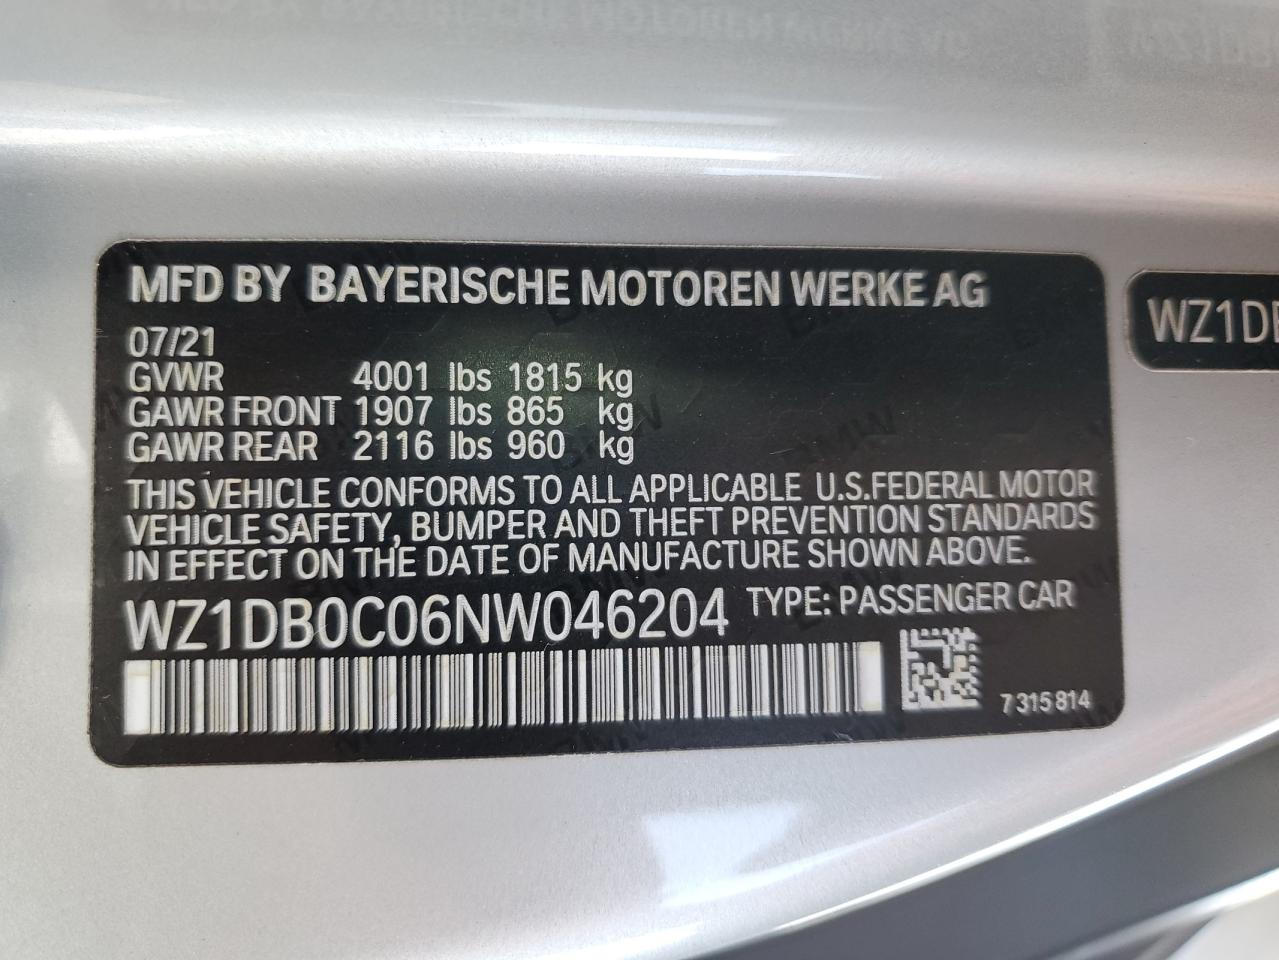 MFD BY BAYERISCHE MOTOREN WERKE AG
07/21
GVWR 4001 lbs 1815 kg
GAWR FRONT 1907 lbs 865 kg
GAWR REAR 2116 lbs 960 kg
THIS VEHICLE CONFORMS TO ALL APPLICABLE U.S.FEDERAL MOTOR
VEHICLE SAFETY, BUMPER AND THEFT PREVENTION STANDARDS
IN EFFECT ON THE DATE OF MANUFACTURE SHOWN ABOVE.
WZ1DB0C06NW046204 TYPE: PASSENGER CAR
7 315 814
WZ1D